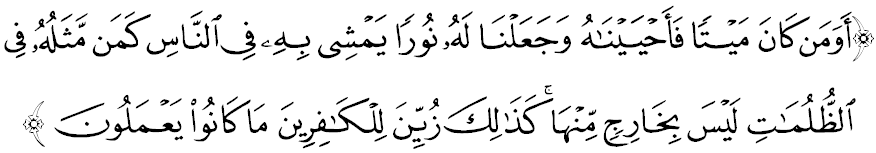 ﴿أَوَمَن كَانَ مَيۡتٗا فَأَحۡيَيۡنَٰهُ وَجَعَلۡنَا لَهُۥ نُورٗا يَمۡشِي بِهِۦ فِي ٱلنَّاسِ كَمَن مَّثَلُهُۥ فِي
ٱلظُّلُمَٰتِ لَيۡسَ بِخَارِجٖ مِّنۡهَاۚ كَذَٰلِكَ زُيِّنَ لِلۡكَٰفِرِينَ مَا كَانُواْ يَعۡمَلُونَ﴾